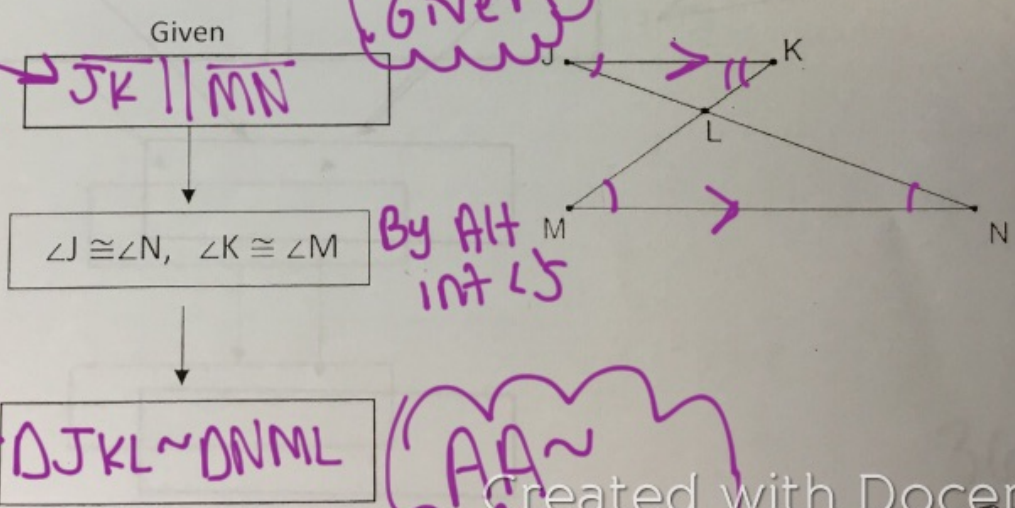 Given
Given
JK || MN
∠J ≅ ∠N, ∠K ≅ ∠M
By Alt
int <'s
ΔJKL ~ ΔNML
AA~
J
K
L
M
N
Created with Docer